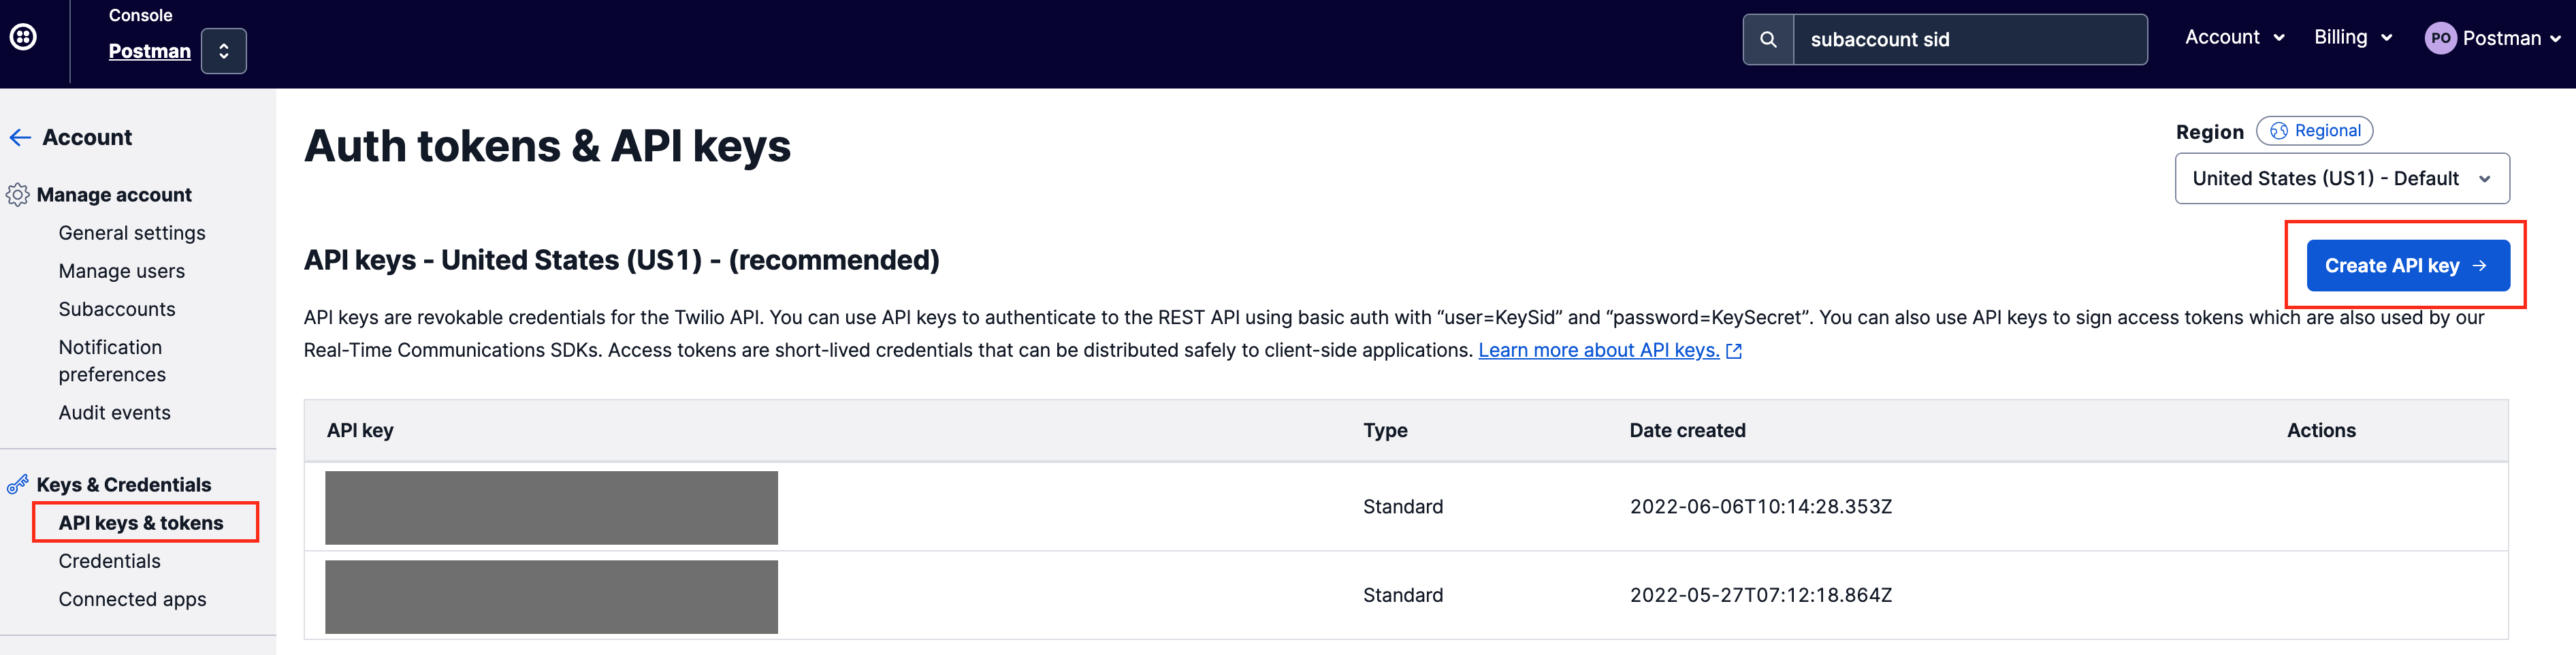 Console
Postman
subaccount sid
Account
Billing
PO Postman
Account
Manage account
General settings
Manage users
Subaccounts
Notification
preferences
Audit events
Keys & Credentials
API keys & tokens
Credentials
Connected apps
Auth tokens & API keys
Region Regional
United States (US1) - Default
API keys - United States (US1) - (recommended)
Create API key →
API keys are revokable credentials for the Twilio API. You can use API keys to authenticate to the REST API using basic auth with “user=KeySid” and “password=KeySecret”. You can also use API keys to sign access tokens which are also used by our
Real-Time Communications SDKs. Access tokens are short-lived credentials that can be distributed safely to client-side applications. Learn more about API keys.
API key Type Date created Actions
Standard 2022-06-06T10:14:28.353Z
Standard 2022-05-27T07:12:18.864Z